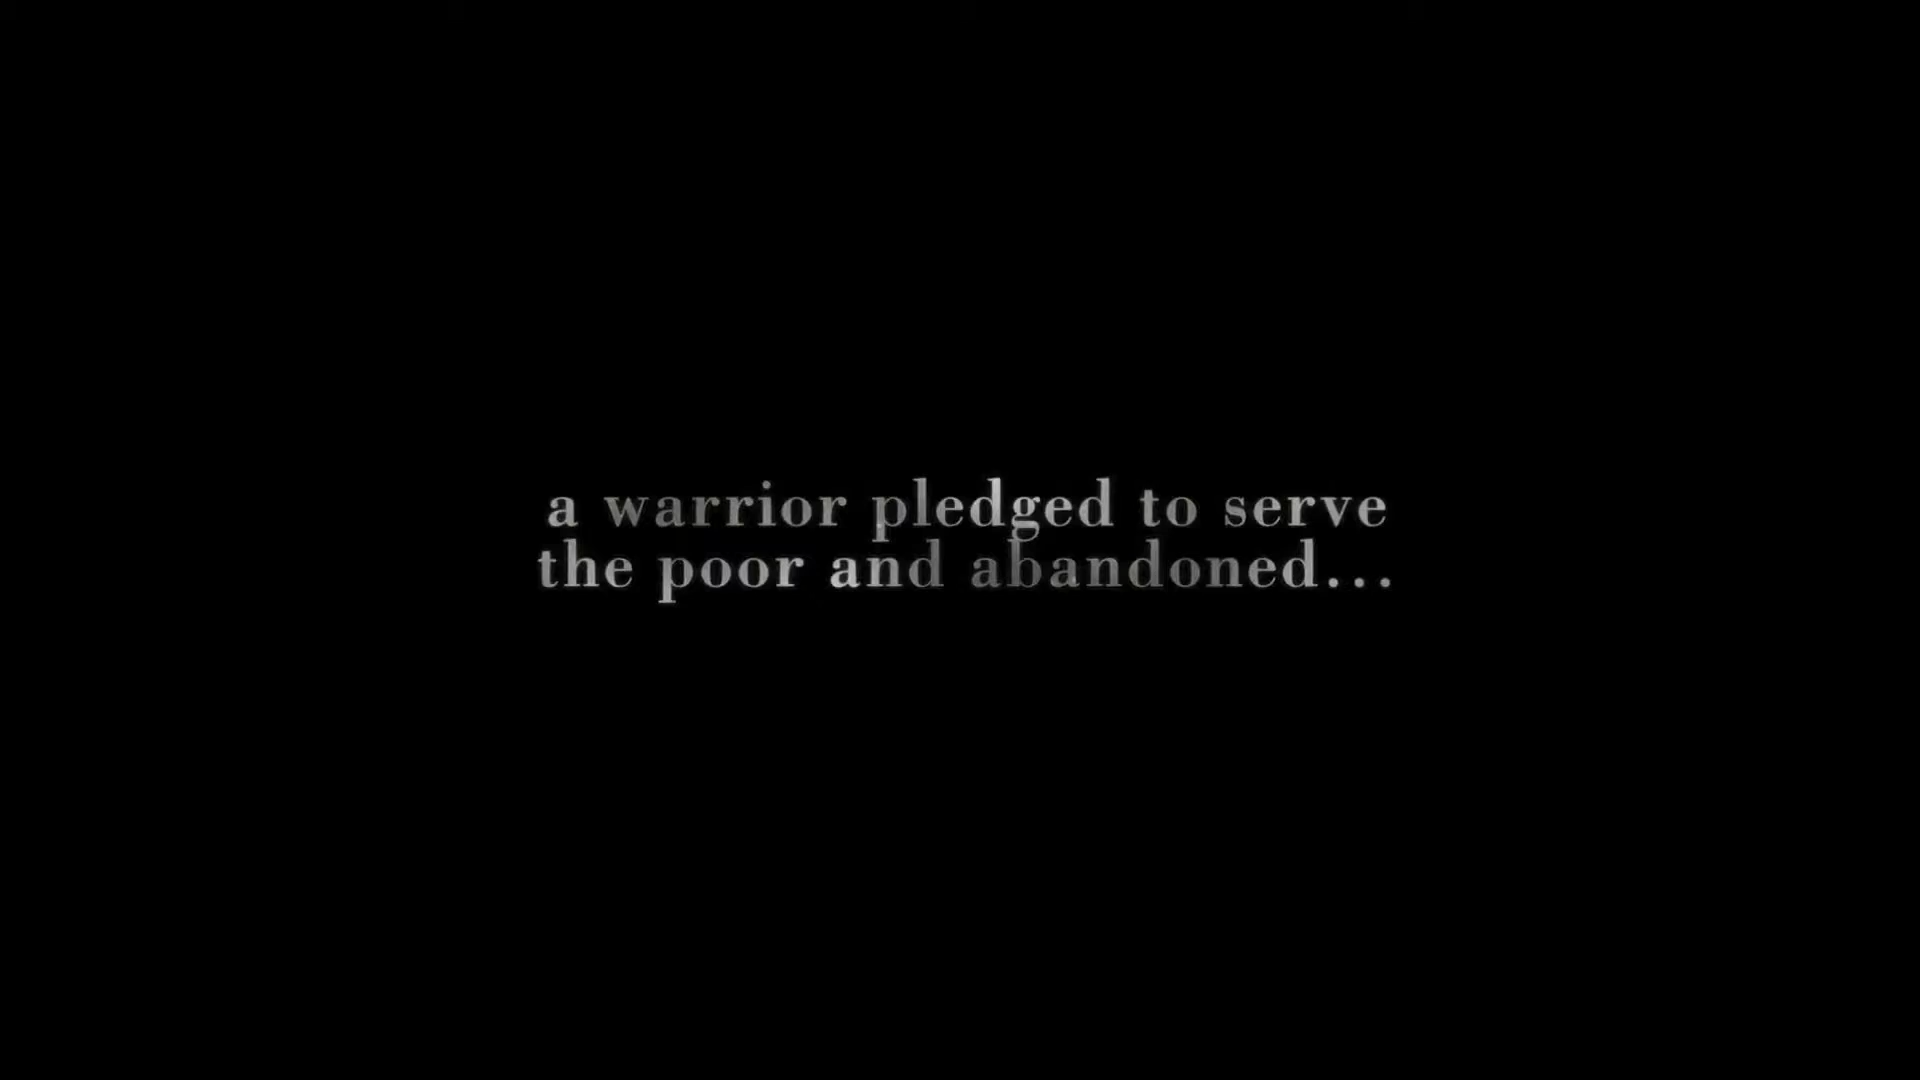 a warrior pledged to serve
the poor and abandoned...